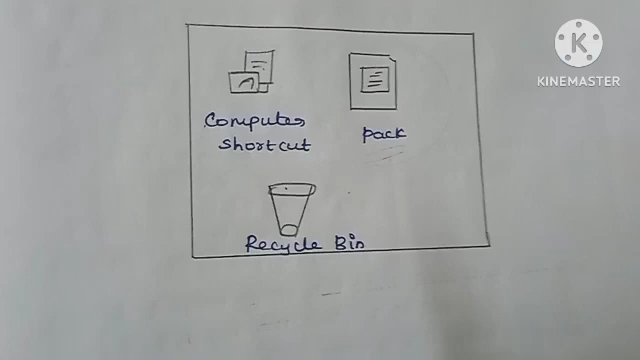 Computer
Shortcut
pack
Recycle Bin
K
KINEMASTER